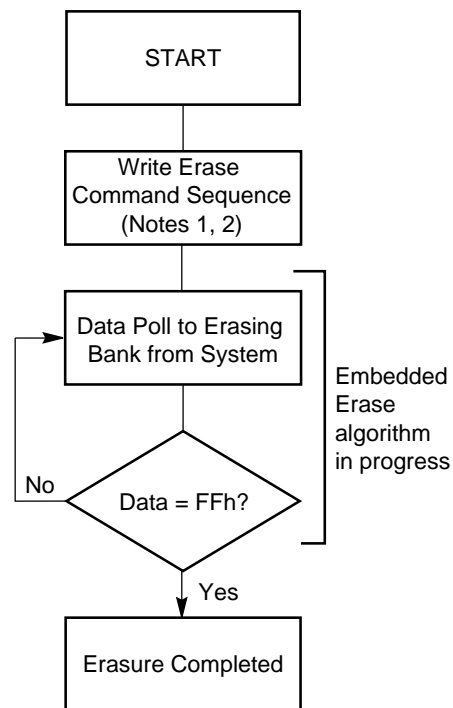 START
Write Erase
Command Sequence
(Notes 1, 2)
Data Poll to Erasing
Bank from System
Embedded
Erase
algorithm
in progress
No
Data = FFh?
Yes
Erasure Completed